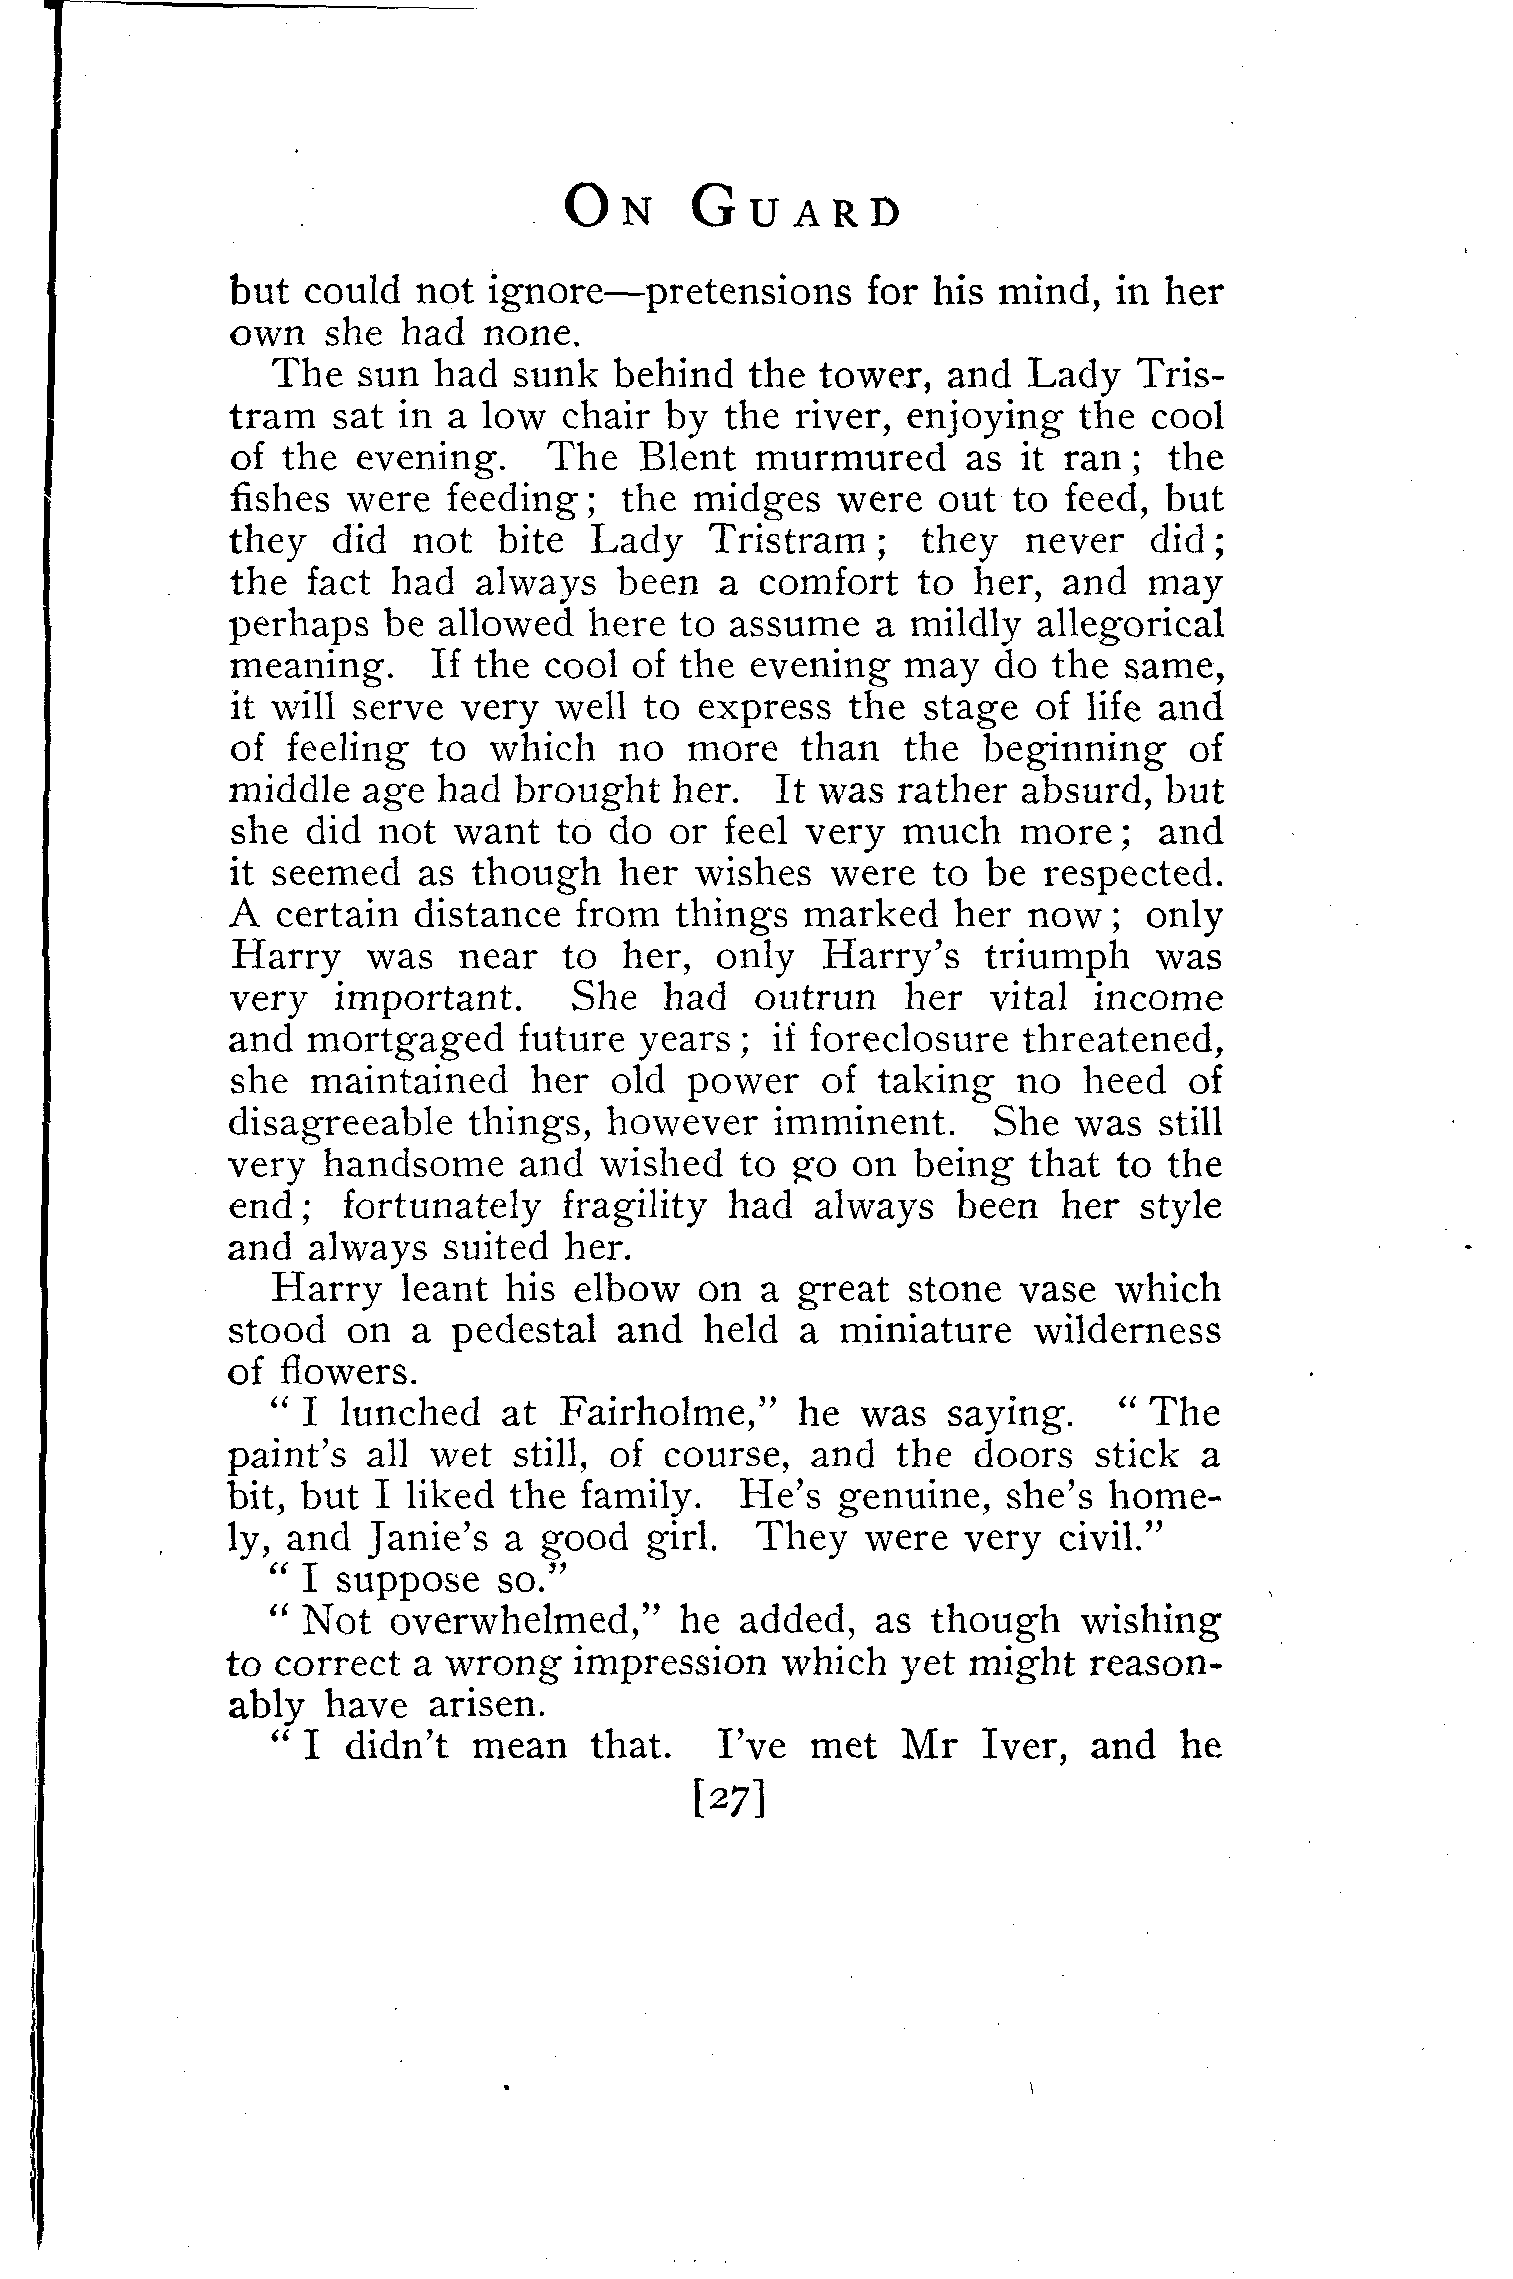 On Guard
but could not ignore—pretensions for his mind, in her
own she had none.
The sun had sunk behind the tower, and Lady Tris-
tram sat in a low chair by the river, enjoying the cool
of the evening. The Blent murmured as it ran; the
fishes were feeding; the midges were out to feed, but
they did not bite Lady Tristram; they never did;
the fact had always been a comfort to her, and may
perhaps be allowed here to assume a mildly allegorical
meaning. If the cool of the evening may do the same,
it will serve very well to express the stage of life and
of feeling to which no more than the beginning of
middle age had brought her. It was rather absurd, but
she did not want to do or feel very much more; and
it seemed as though her wishes were to be respected.
A certain distance from things marked her now; only
Harry was near to her, only Harry's triumph was
very important. She had outrun her vital income
and mortgaged future years; if foreclosure threatened,
she maintained her old power of taking no heed of
disagreeable things, however imminent. She was still
very handsome and wished to go on being that to the
end; fortunately fragility had always been her style
and always suited her.
Harry leant his elbow on a great stone vase which
stood on a pedestal and held a miniature wilderness
of flowers.
"I lunched at Fairholme," he was saying. "The
paint's all wet still, of course, and the doors stick a
bit, but I liked the family. He's genuine, she's home-
ly, and Janie's a good girl. They were very civil."
"I suppose so."
"Not overwhelmed," he added, as though wishing
to correct a wrong impression which yet might reason-
ably have arisen.
"I didn't mean that. I've met Mr Iver, and he
[27]